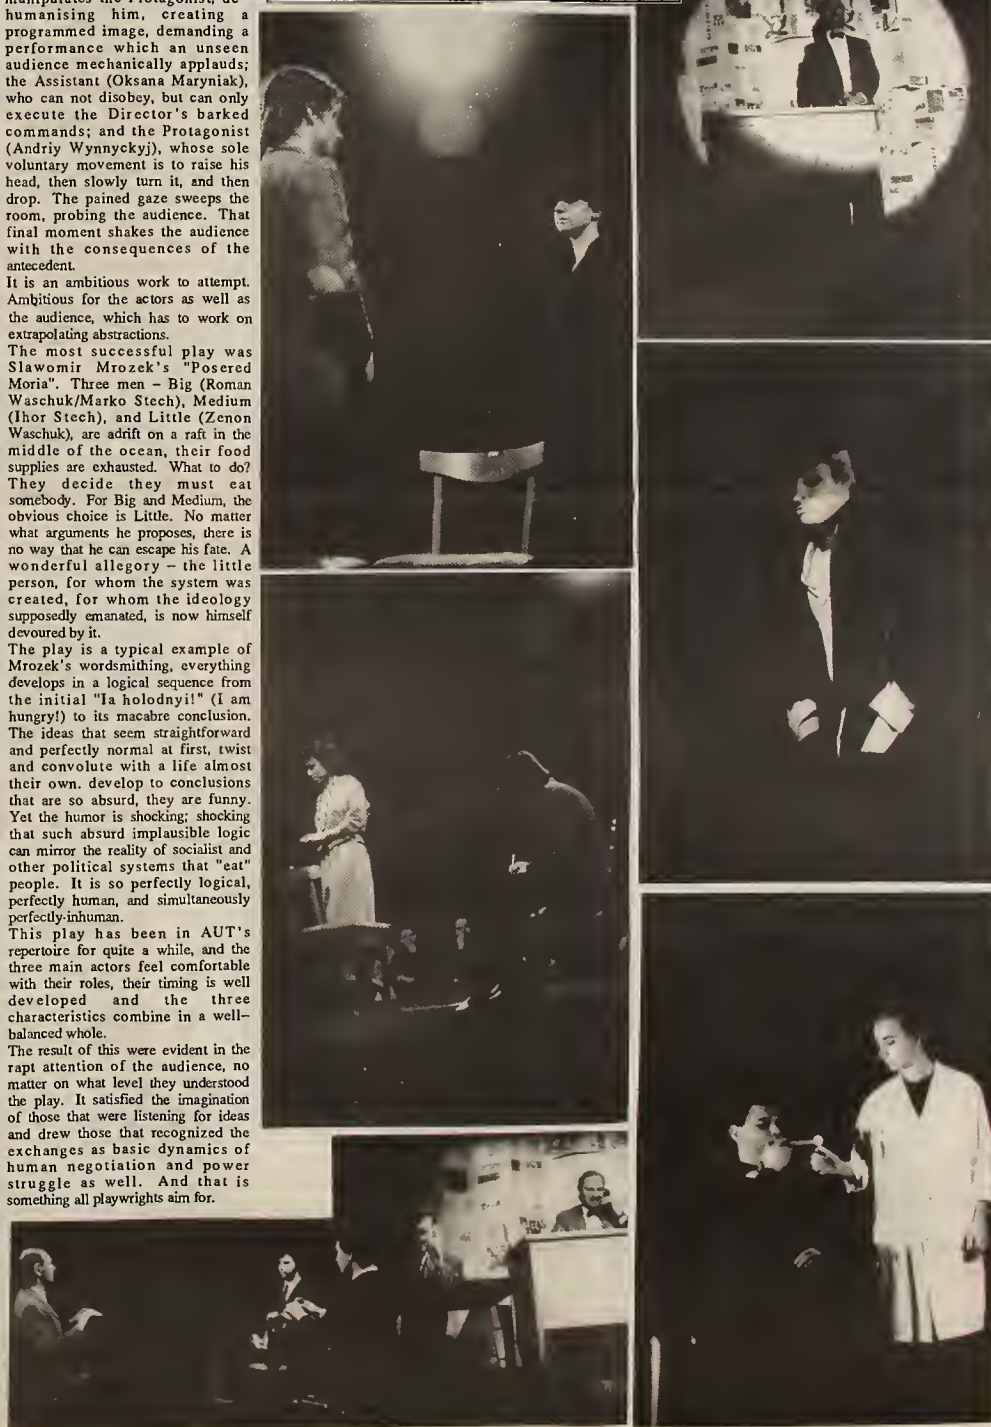 manipulates the Protagonist, de-
humanising him, creating a
programmed image, demanding a
performance which an unseen
audience mechanically applauds;
the Assistant (Oksana Maryniak),
who can not disobey, but can only
execute the Director's barked
commands; and the Protagonist
(Andriy Wynnyckyj), whose sole
voluntary movement is to raise his
head, then slowly turn it, and then
drop. The pained gaze sweeps the
room, probing the audience. That
final moment shakes the audience
with the consequences of the
antecedent.
It is an ambitious work to attempt.
Ambitious for the actors as well as
the audience, which has to work on
extrapolating abstractions.
The most successful play was
Slawomir Mrozek's "Posered
Moria". Three men – Big (Roman
Waschuk/Marko Stech), Medium
(Ihor Stech), and Little (Zenon
Waschuk), are adrift on a raft in the
middle of the ocean, their food
supplies are exhausted. What to do?
They decide they must eat
somebody. For Big and Medium, the
obvious choice is Little. No matter
what arguments he proposes, there is
no way that he can escape his fate. A
wonderful allegory – the little
person, for whom the system was
created, for whom the ideology
supposedly emanated, is now himself
devoured by it.
The play is a typical example of
Mrozek's wordsmithing, everything
develops in a logical sequence from
the initial "Ia holodnyi!" (I am
hungry!) to its macabre conclusion.
The ideas that seem straightforward
and perfectly normal at first, twist
and convolute with a life almost
their own. develop to conclusions
that are so absurd, they are funny.
Yet the humor is shocking; shocking
that such absurd implausible logic
can mirror the reality of socialist and
other political systems that "eat"
people. It is so perfectly logical,
perfectly human, and simultaneously
perfectly-inhuman.
This play has been in AUT's
repertoire for quite a while, and the
three main actors feel comfortable
with their roles, their timing is well
developed and the three
characteristics combine in a well–
balanced whole.
The result of this were evident in the
rapt attention of the audience, no
matter on what level they understood
the play. It satisfied the imagination
of those that were listening for ideas
and drew those that recognized the
exchanges as basic dynamics of
human negotiation and power
struggle as well. And that is
something all playwrights aim for.